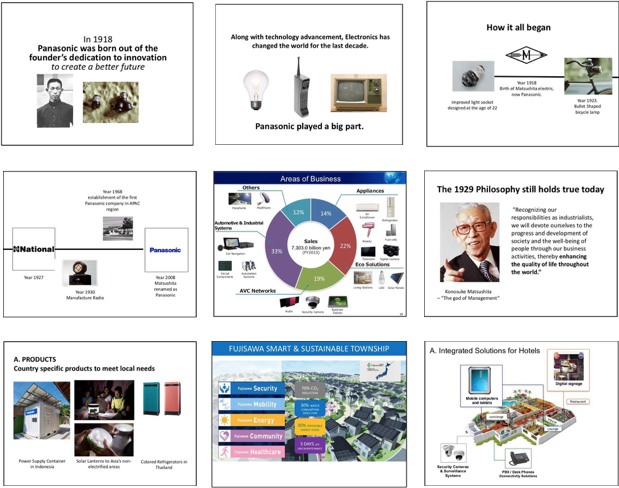 In 1918
Panasonic was born out of the
founder's dedication to innovation
to create a better future
Along with technology advancement, Electronics has
changed the world for the last decade.
Panasonic played a big part.
How it all began
Improved light socket
designed at the age of 22
Year 1918
Birth of Matsushita electric,
now Panasonic.
Year 1923.
Bullet Shaped
bicycle lamp
Year 1968
establishment of the first
Panasonic company in APAC
region
National
Panasonic
Year 1927
Year 1930
Manufacture Radio
Year 2008
Matsushita
renamed as
Panasonic
Areas of Business
Others
Appliances
Automotive & Industrial
Systems
Eco Solutions
AVC Networks
12%
14%
22%
19%
33%
Sales
7,303.0 billion yen
(FY2013)
The 1929 Philosophy still holds true today
"Recognizing our
responsibilities as industrialists,
we will devote ourselves to the
progress and development of
society and the well-being of
people through our business
activities, thereby enhancing
the quality of life throughout
the world."
Konosuke Matsushita
– "The god of Management"
A. PRODUCTS
Country specific products to meet local needs
Power Supply Container
in Indonesia
Solar Lanterns to Asia's non-
electrified areas
Colored Refrigerators in
Thailand
FUJISAWA SMART & SUSTAINABLE TOWNSHIP
Fujisawa Security
Fujisawa Mobility
Fujisawa Energy
Fujisawa Community
Fujisawa Healthcare
70% CO₂
30%
30%
3 DAYS
A. Integrated Solutions for Hotels
Digital signage
Mobile computers
and tablets
Restaurant
Concierge
Lounge
Security Cameras
& Surveillance
Systems
PBX / Desk Phones
Connectivity Solutions